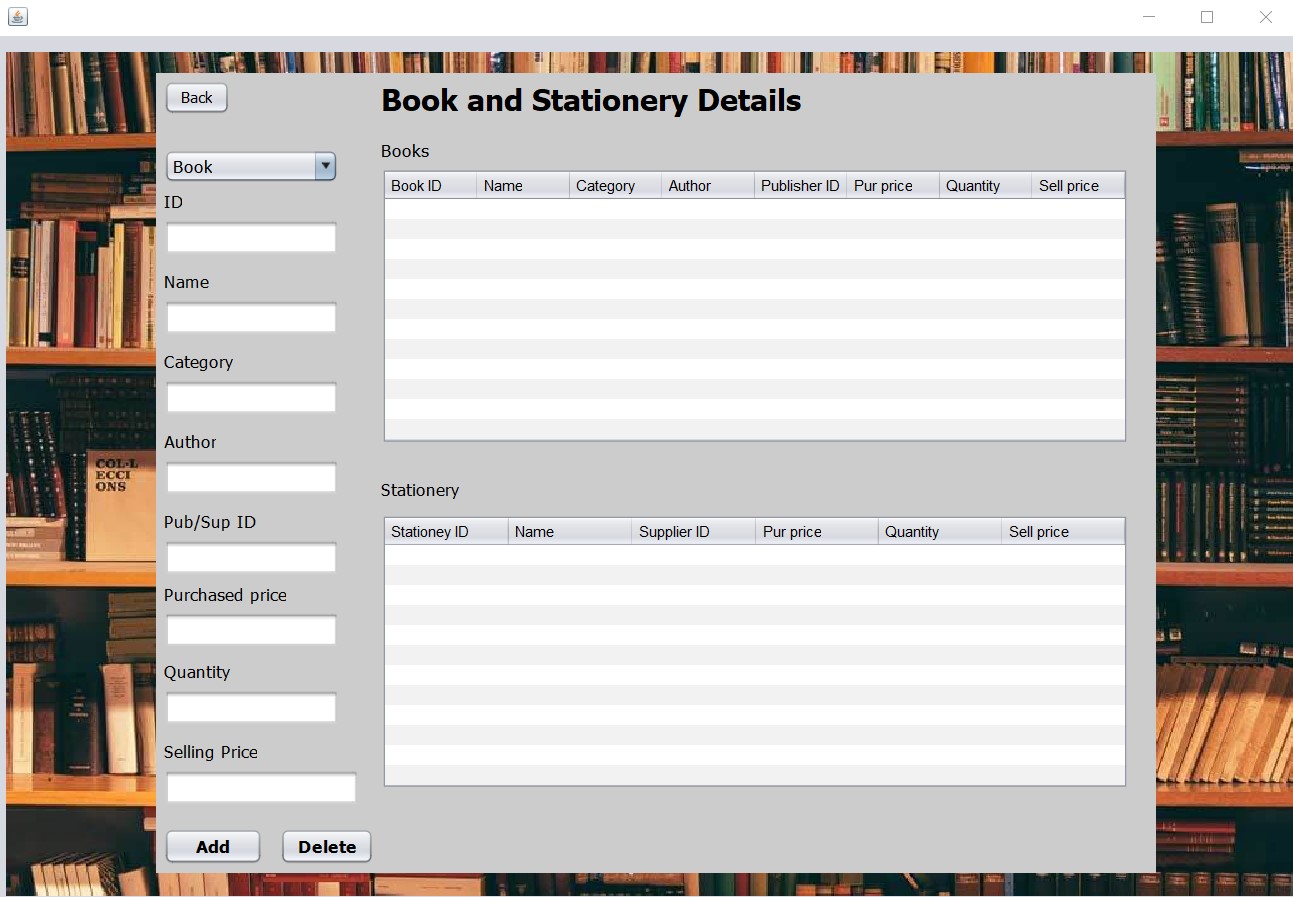 Back
Book and Stationery Details
Book
ID
Name
Category
Author
Pub/Sup ID
Purchased price
Quantity
Selling Price
Add Delete
Books
Book ID Name Category Author Publisher ID Pur price Quantity Sell price
Stationery
Stationey ID Name Supplier ID Pur price Quantity Sell price
COL·L
ECCI
ONS